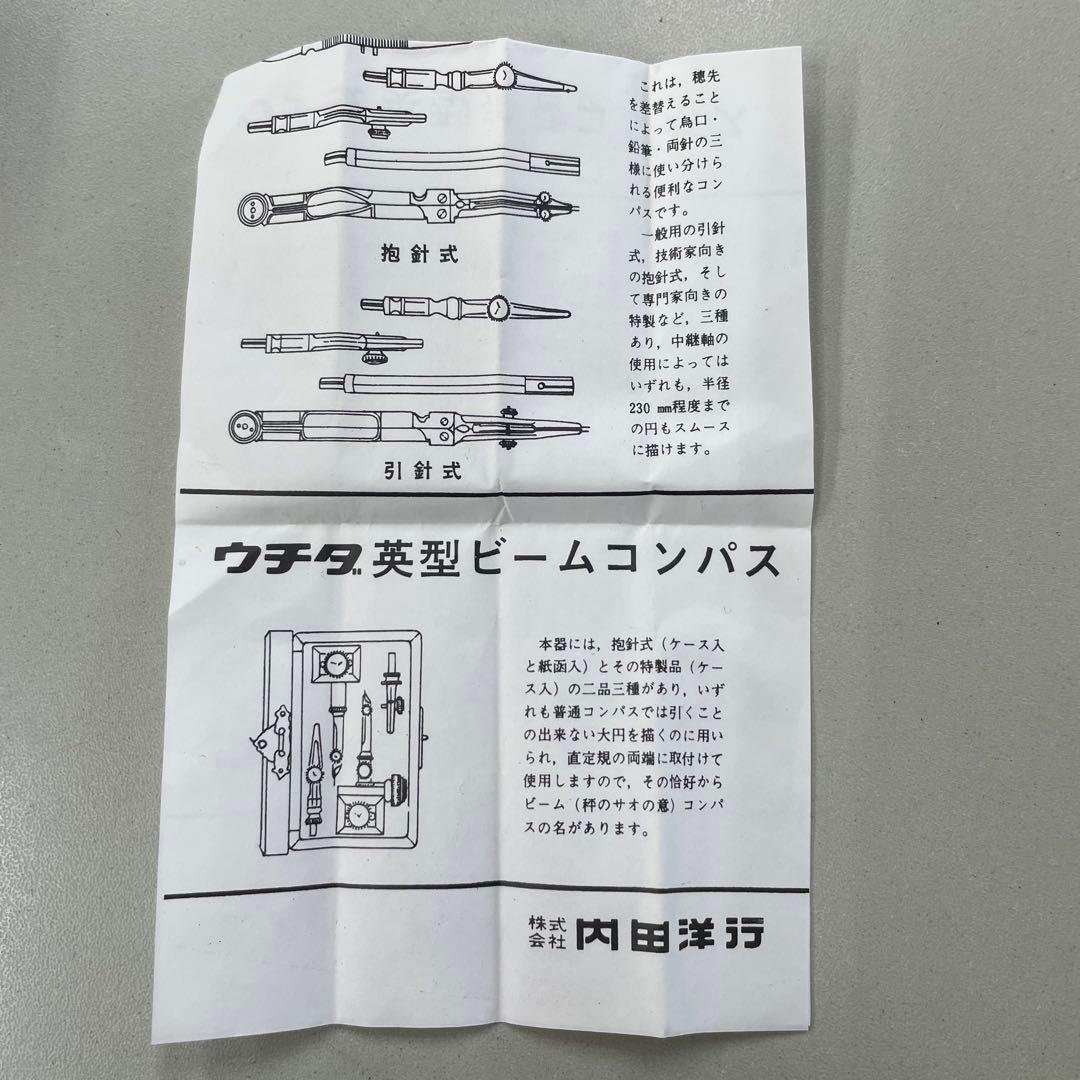 これは，穂先
を差替えること
によって烏口・
鉛筆・両針の三
様に使い分けら
れる便利なコン
パスです。
一般用の引針
式，技術家向き
の抱針式，そし
て専門家向きの
特製など，三種
あり，中継軸の
使用によっては
いずれも，半径
230 mm程度まで
の円もスムース
に描けます。
抱針式
引針式
ウチダ 英型ビームコンパス
本器には，抱針式（ケース入
と紙函入）とその特製品（ケー
ス入）の二品三種があり，いず
れも普通コンパスでは引くこと
の出来ない大円を描くのに用い
られ，直定規の両端に取付けて
使用しますので，その恰好から
ビーム（秤のサオの意）コンパ
スの名があります。
株式
会社 内田洋行